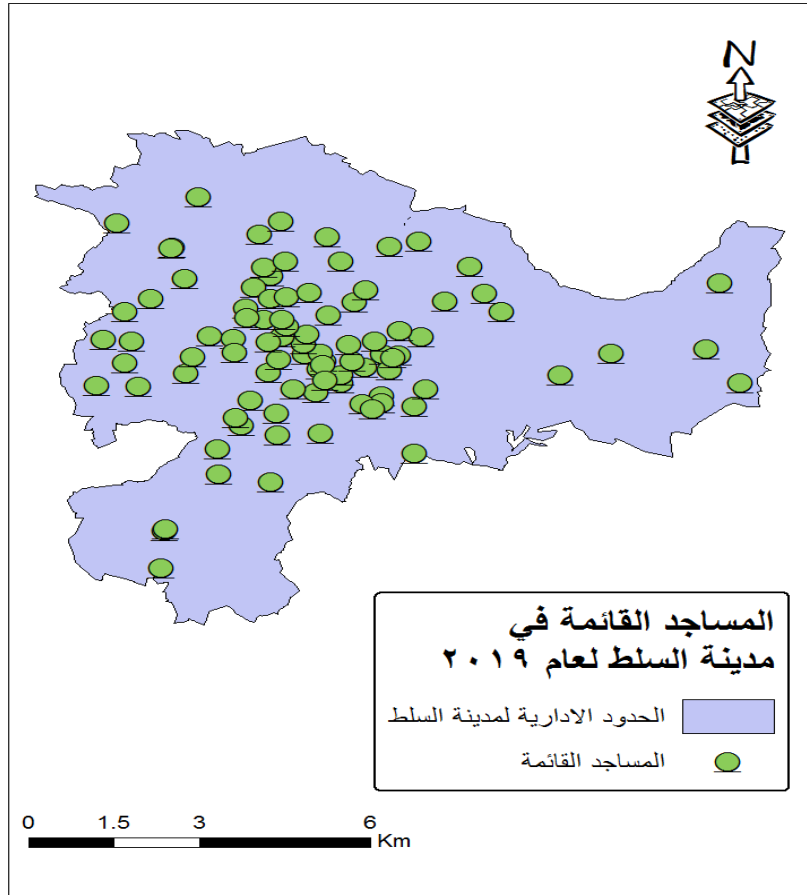 N
المساجد القائمة في
مدينة السلط لعام ٢٠١٩
الحدود الادارية لمدينة السلط
المساجد القائمة
0 1.5 3 6
Km